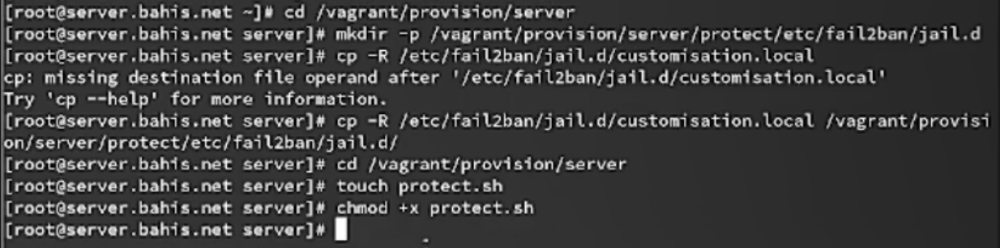 [root@server.bahis.net ~]# cd /vagrant/provision/server
[root@server.bahis.net server]# mkdir -p /vagrant/provision/server/protect/etc/fail2ban/jail.d
[root@server.bahis.net server]# cp -R /etc/fail2ban/jail.d/customisation.local
cp: missing destination file operand after '/etc/fail2ban/jail.d/customisation.local'
Try 'cp --help' for more information.
[root@server.bahis.net server]# cp -R /etc/fail2ban/jail.d/customisation.local /vagrant/provisi
on/server/protect/etc/fail2ban/jail.d/
[root@server.bahis.net server]# cd /vagrant/provision/server
[root@server.bahis.net server]# touch protect.sh
[root@server.bahis.net server]# chmod +x protect.sh
[root@server.bahis.net server]#